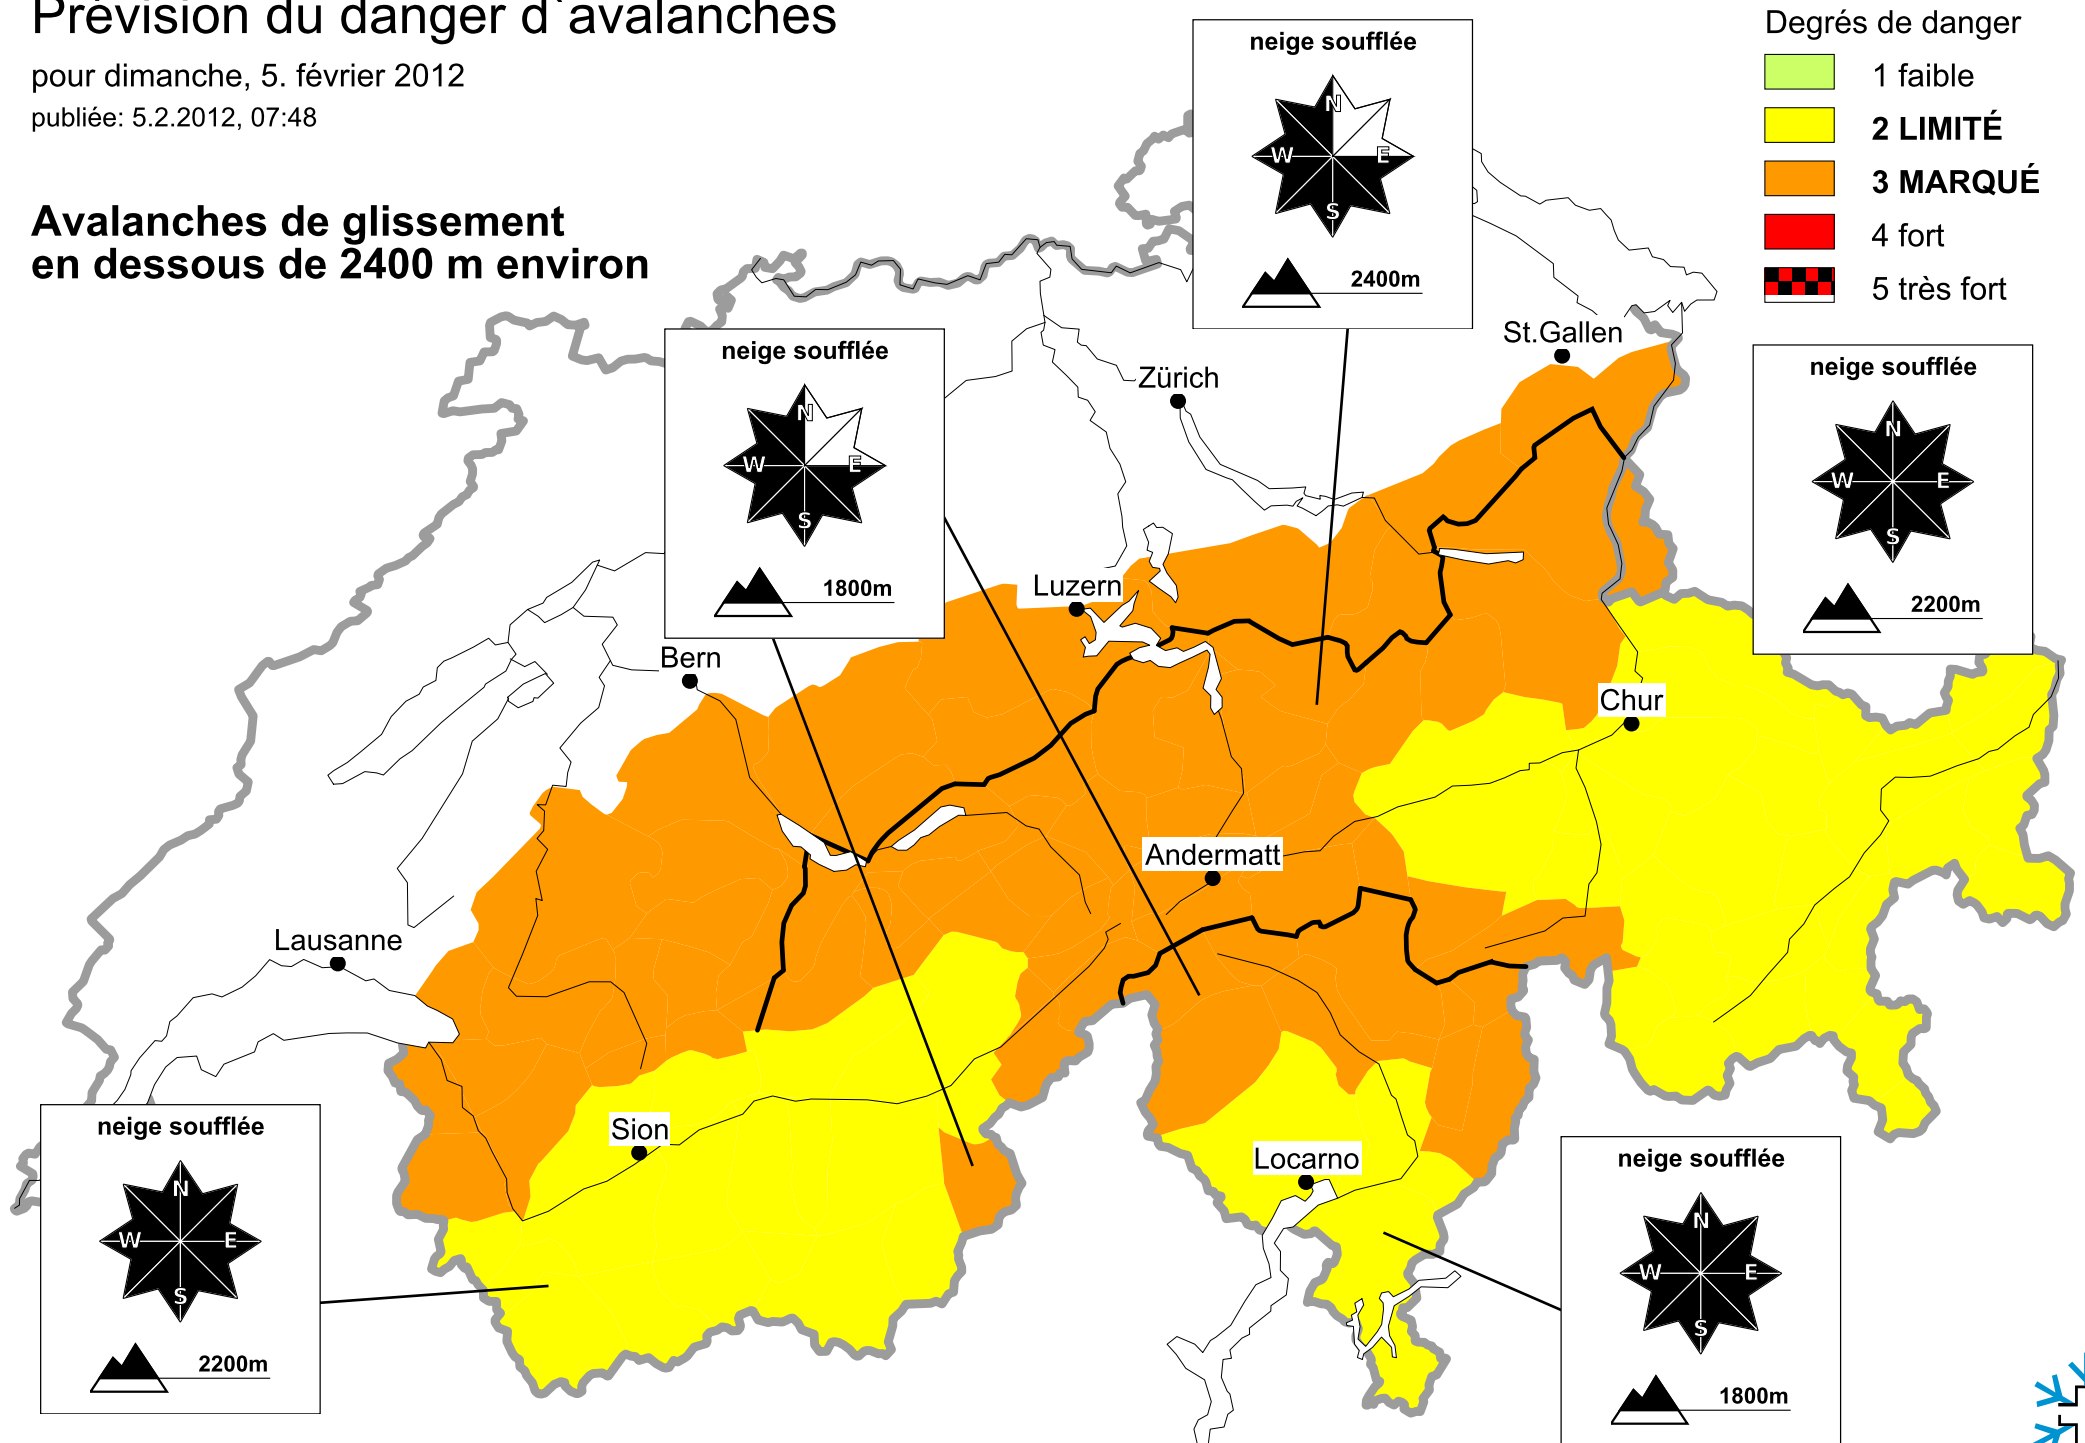 Prévision du danger d`avalanches
pour dimanche, 5. février 2012
publiée: 5.2.2012, 07:48
Avalanches de glissement
en dessous de 2400 m environ
Degrés de danger
1 faible
2 LIMITÉ
3 MARQUÉ
4 fort
5 très fort
neige soufflée
N
W E
S
2400m
neige soufflée
N
W E
S
1800m
neige soufflée
N
W E
S
2200m
St.Gallen
Zürich
Luzern
Bern
Chur
Andermatt
Lausanne
Sion
Locarno
neige soufflée
N
W E
S
2200m
neige soufflée
N
W E
S
1800m